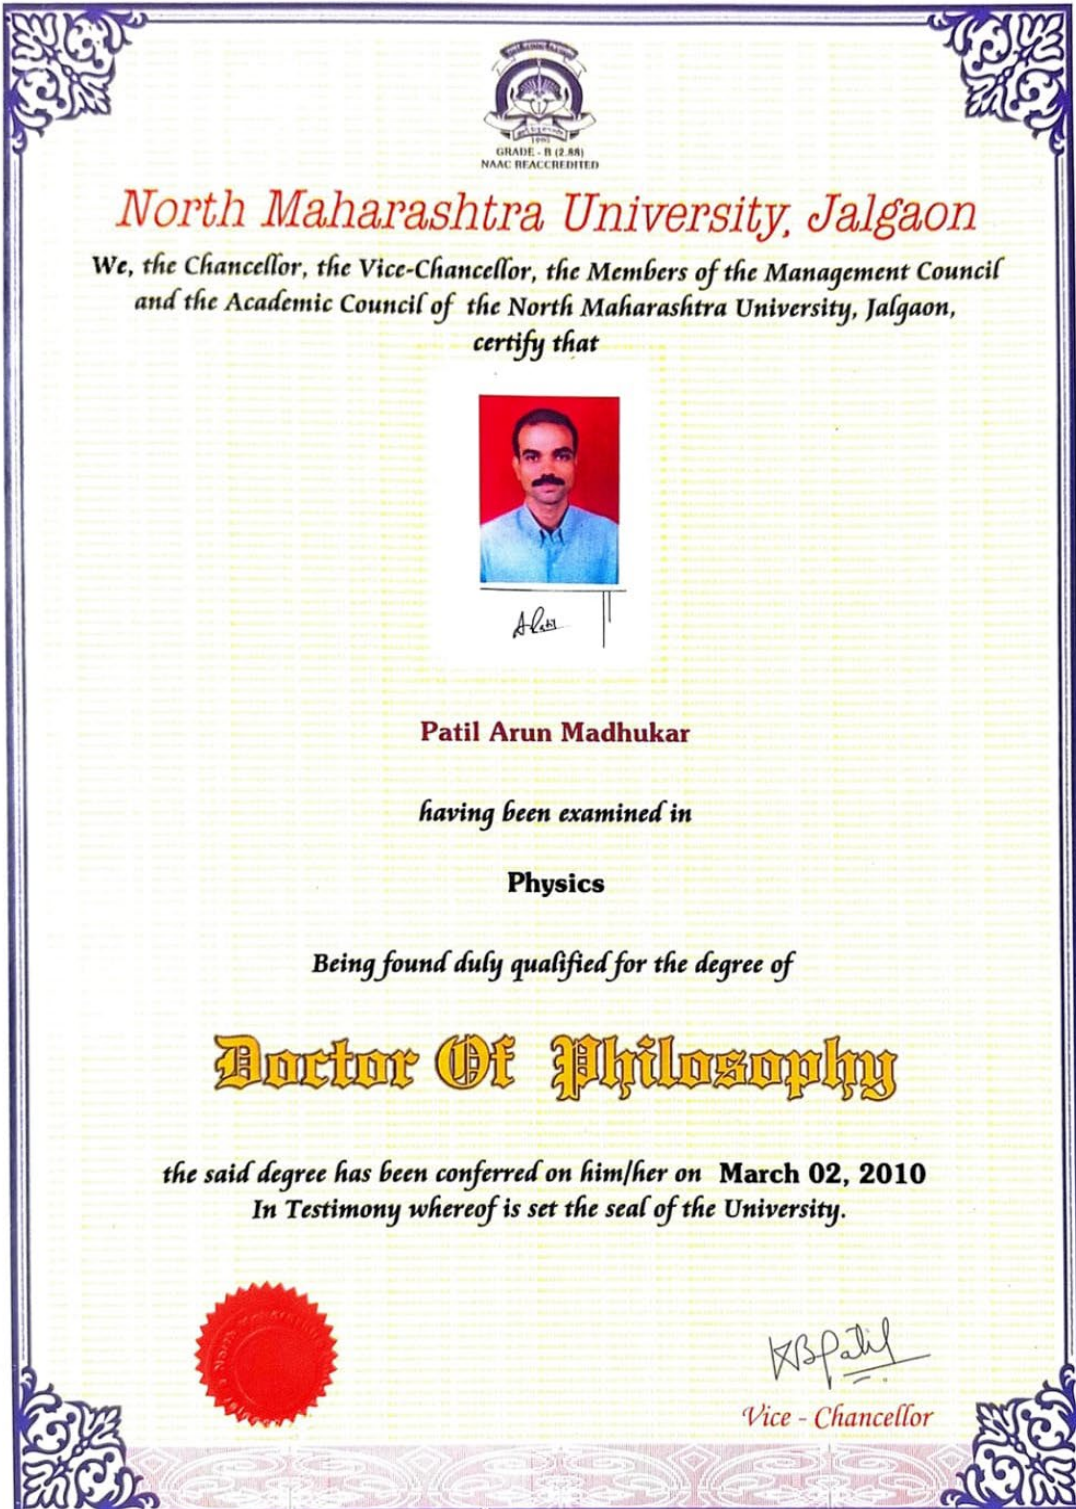 1990
GRADE - B (2.88)
NAAC REACCREDITED
North Maharashtra University, Jalgaon
We, the Chancellor, the Vice-Chancellor, the Members of the Management Council
and the Academic Council of the North Maharashtra University, Jalgaon,
certify that
Patil Arun Madhukar
having been examined in
Physics
Being found duly qualified for the degree of
Doctor Of Philosophy
the said degree has been conferred on him/her on March 02, 2010
In Testimony whereof is set the seal of the University.
KBPatil
Vice - Chancellor